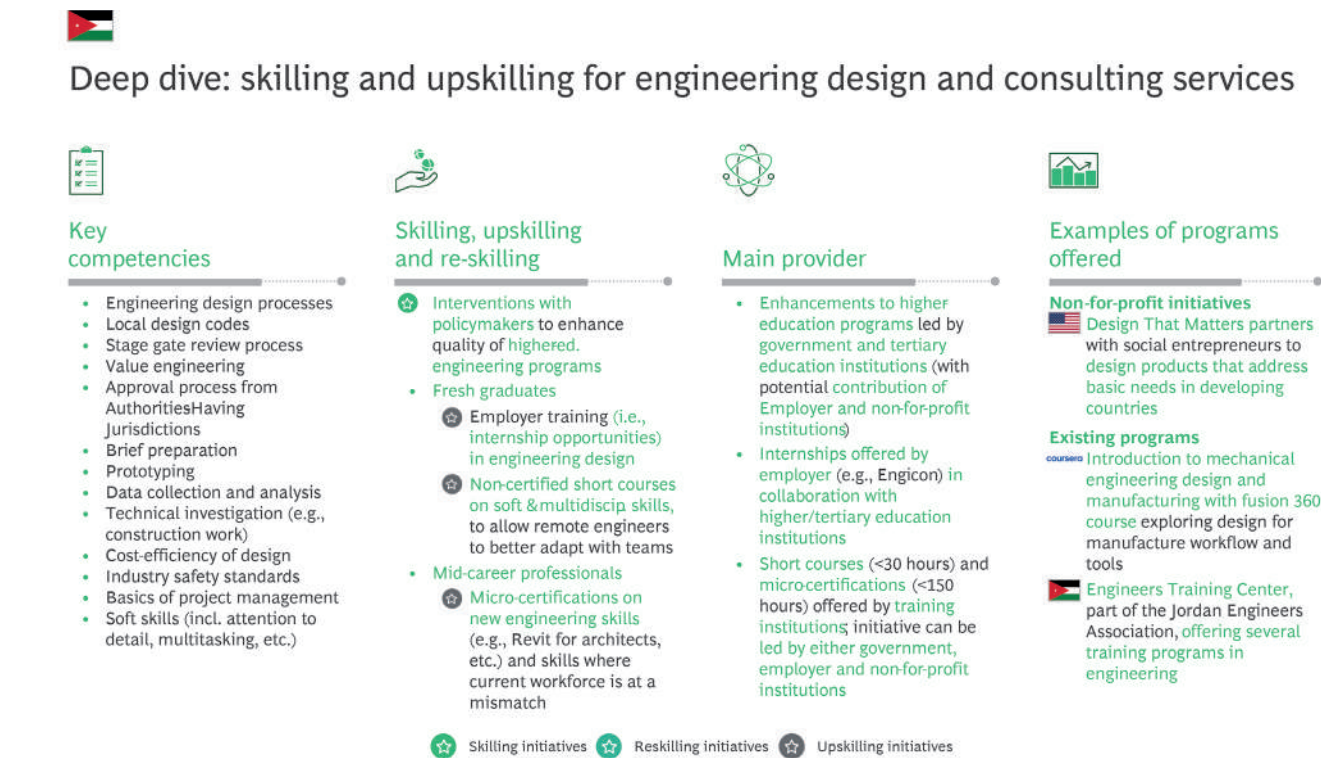 Deep dive: skilling and upskilling for engineering design and consulting services
Key
competencies
Engineering design processes
Local design codes
Stage gate review process
Value engineering
Approval process from
AuthoritiesHaving
Jurisdictions
Brief preparation
Prototyping
Data collection and analysis
Technical investigation (e.g.,
construction work)
Cost-efficiency of design
Industry safety standards
Basics of project management
Soft skills (incl. attention to
detail, multitasking, etc.)
Skilling, upskilling
and re-skilling
Interventions with
policymakers to enhance
quality of highered.
engineering programs
Fresh graduates
Employer training (i.e.,
internship opportunities)
in engineering design
Non-certified short courses
on soft &multidiscip. skills,
to allow remote engineers
to better adapt with teams
Mid-career professionals
Micro-certifications on
new engineering skills
(e.g., Revit for architects,
etc.) and skills where
current workforce is at a
mismatch
Main provider
Enhancements to higher
education programs led by
government and tertiary
education institutions (with
potential contribution of
Employer and non-for-profit
institutions)
Internships offered by
employer (e.g., Engicon) in
collaboration with
higher/tertiary education
institutions
Short courses (<30 hours) and
micro-certifications (<150
hours) offered by training
institutions; initiative can be
led by either government,
employer and non-for-profit
institutions
Examples of programs
offered
Non-for-profit initiatives
Design That Matters partners
with social entrepreneurs to
design products that address
basic needs in developing
countries
Existing programs
coursera Introduction to mechanical
engineering design and
manufacturing with fusion 360
course exploring design for
manufacture workflow and
tools
Engineers Training Center,
part of the Jordan Engineers
Association, offering several
training programs in
engineering
Skilling initiatives
Reskilling initiatives
Upskilling initiatives